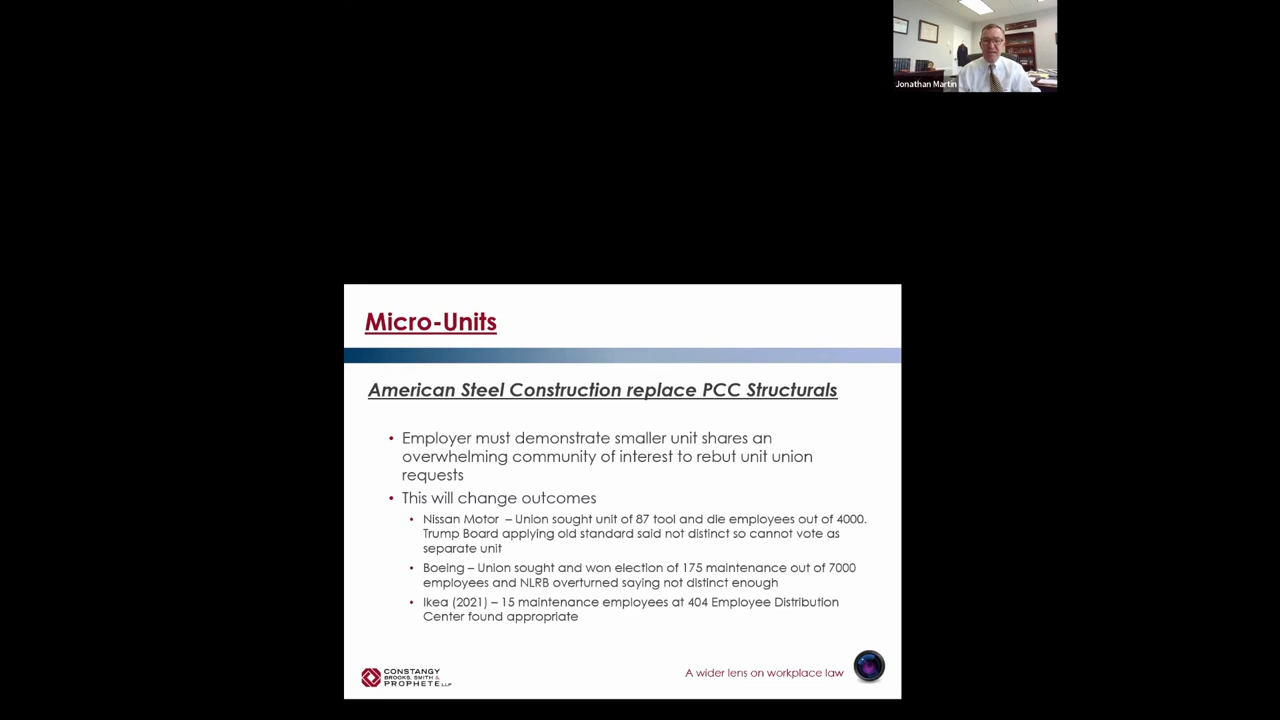 Jonathan Martin
Micro-Units
American Steel Construction replace PCC Structurals
• Employer must demonstrate smaller unit shares an
overwhelming community of interest to rebut unit union
requests
• This will change outcomes
• Nissan Motor – Union sought unit of 87 tool and die employees out of 4000.
Trump Board applying old standard said not distinct so cannot vote as
separate unit
• Boeing – Union sought and won election of 175 maintenance out of 7000
employees and NLRB overturned saying not distinct enough
• Ikea (2021) – 15 maintenance employees at 404 Employee Distribution
Center found appropriate
CONSTANGY
BROOKS, SMITH &
PROPHETE LLP
A wider lens on workplace law